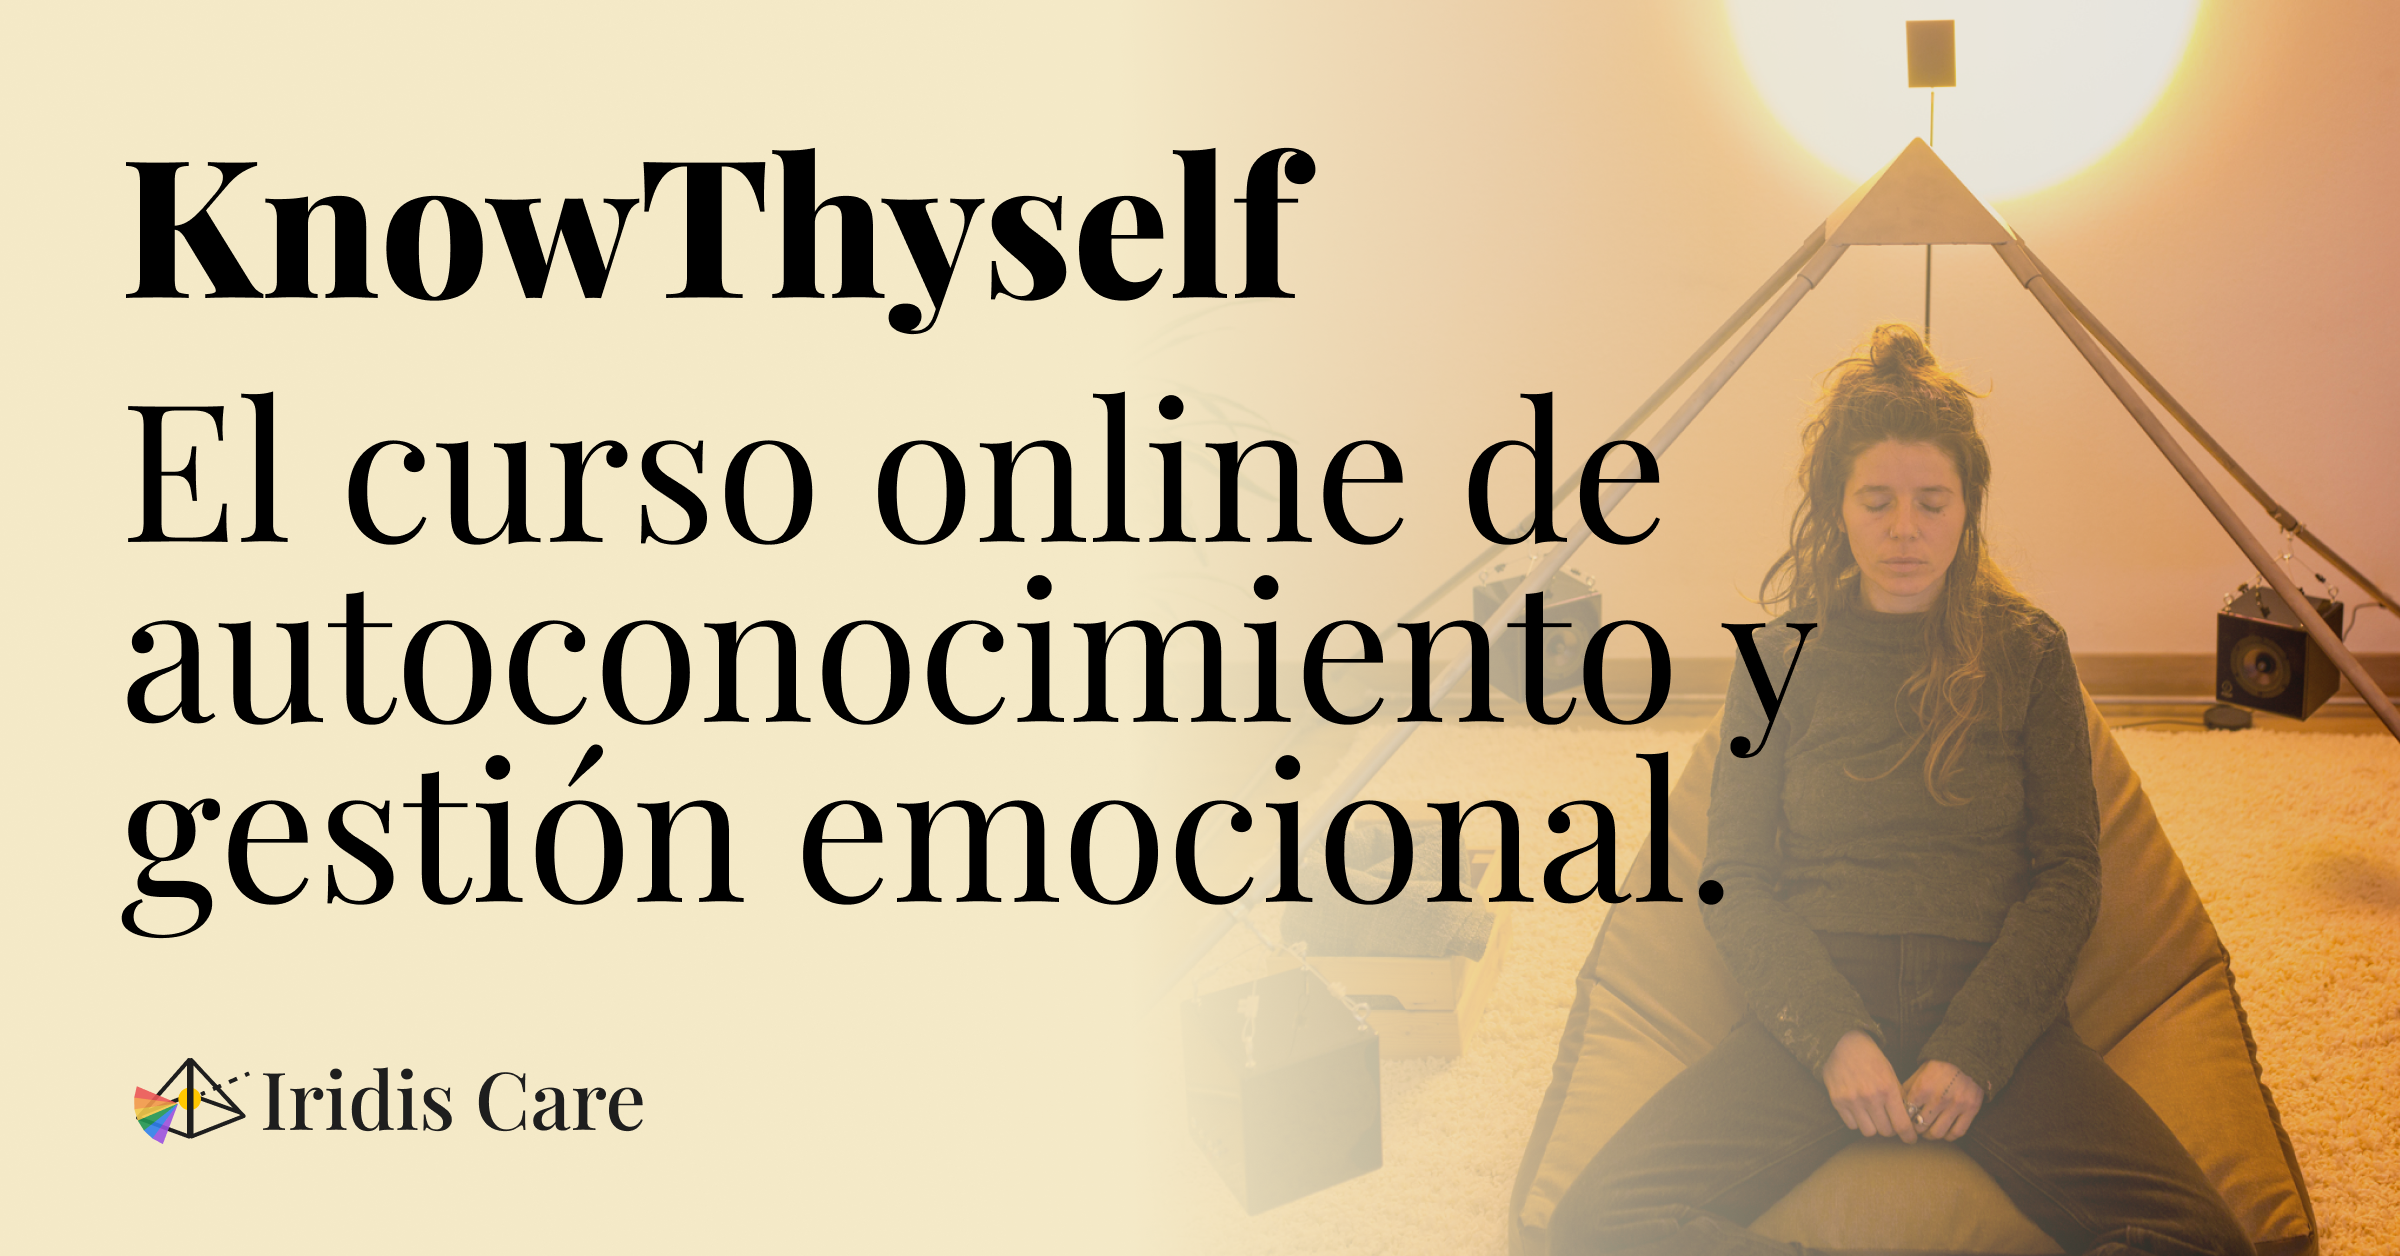 KnowThyself
El curso online de
autoconocimiento y
gestión emocional.
Iridis Care